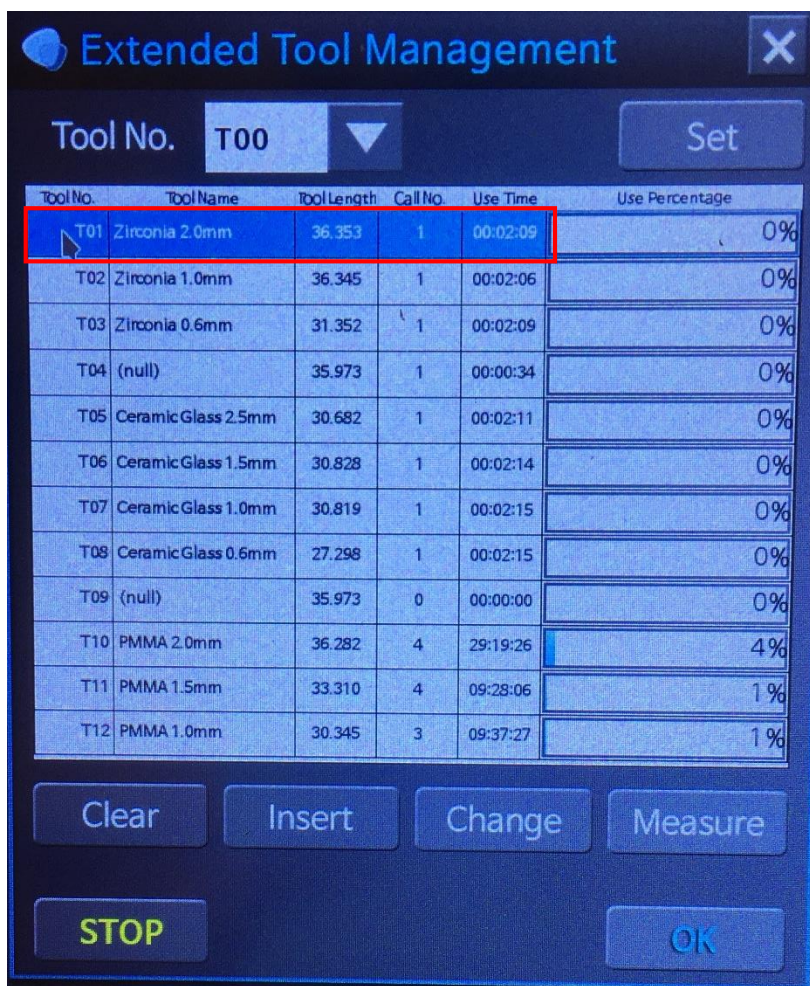 Extended Tool Management
Tool No. T00 Set
Tool No. Tool Name Tool Length Call No. Use Time Use Percentage
T01 Zirconia 2.0mm 36.353 1 00:02:09 0%
T02 Zirconia 1.0mm 36.345 1 00:02:06 0%
T03 Zirconia 0.6mm 31.352 1 00:02:09 0%
T04 (null) 35.973 1 00:00:34 0%
T05 Ceramic Glass 2.5mm 30.682 1 00:02:11 0%
T06 Ceramic Glass 1.5mm 30.828 1 00:02:14 0%
T07 Ceramic Glass 1.0mm 30.819 1 00:02:15 0%
T08 Ceramic Glass 0.6mm 27.298 1 00:02:15 0%
T09 (null) 35.973 0 00:00:00 0%
T10 PMMA 2.0mm 36.282 4 29:19:26 4%
T11 PMMA 1.5mm 33.310 4 09:28:06 1%
T12 PMMA 1.0mm 30.345 3 09:37:27 1%
Clear Insert Change Measure
STOP OK